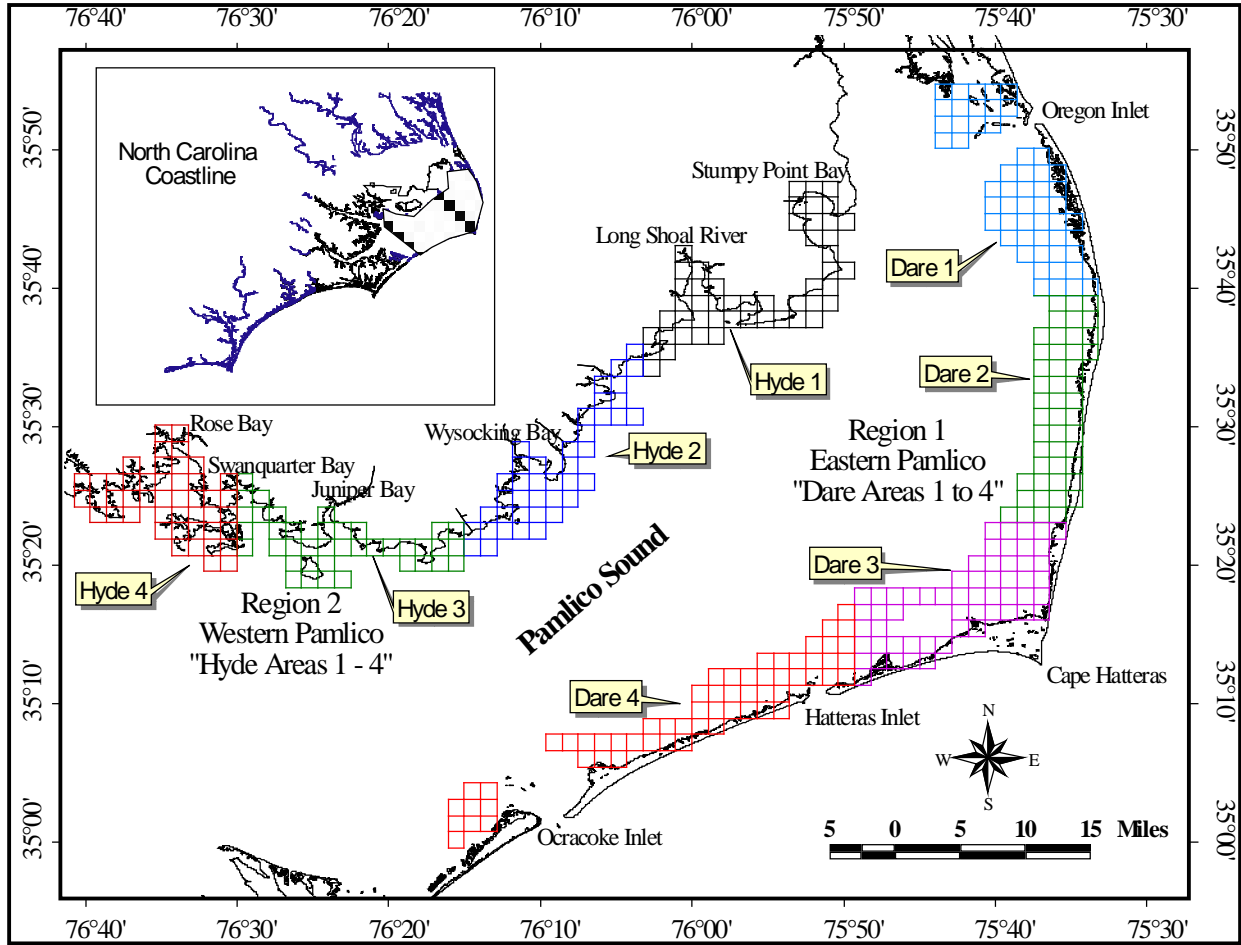 76°40'
76°30'
76°20'
76°10'
76°00'
75°50'
75°40'
75°30'
North Carolina
Coastline
Oregon Inlet
35°50'
35°50'
Stumpy Point Bay
Long Shoal River
Dare 1
35°40'
35°40'
Hyde 1
Dare 2
35°30'
35°30'
Rose Bay
Wysocking Bay
Hyde 2
Region 1
Eastern Pamlico
"Dare Areas 1 to 4"
Swanquarter Bay
Juniper Bay
35°20'
35°20'
Hyde 4
Hyde 3
Dare 3
Region 2
Western Pamlico
"Hyde Areas 1 - 4"
Pamlico Sound
Cape Hatteras
35°10'
35°10'
Dare 4
Hatteras Inlet
N
W
E
S
35°00'
35°00'
Ocracoke Inlet
5 0 5 10 15 Miles
76°40'
76°30'
76°20'
76°10'
76°00'
75°50'
75°40'
75°30'